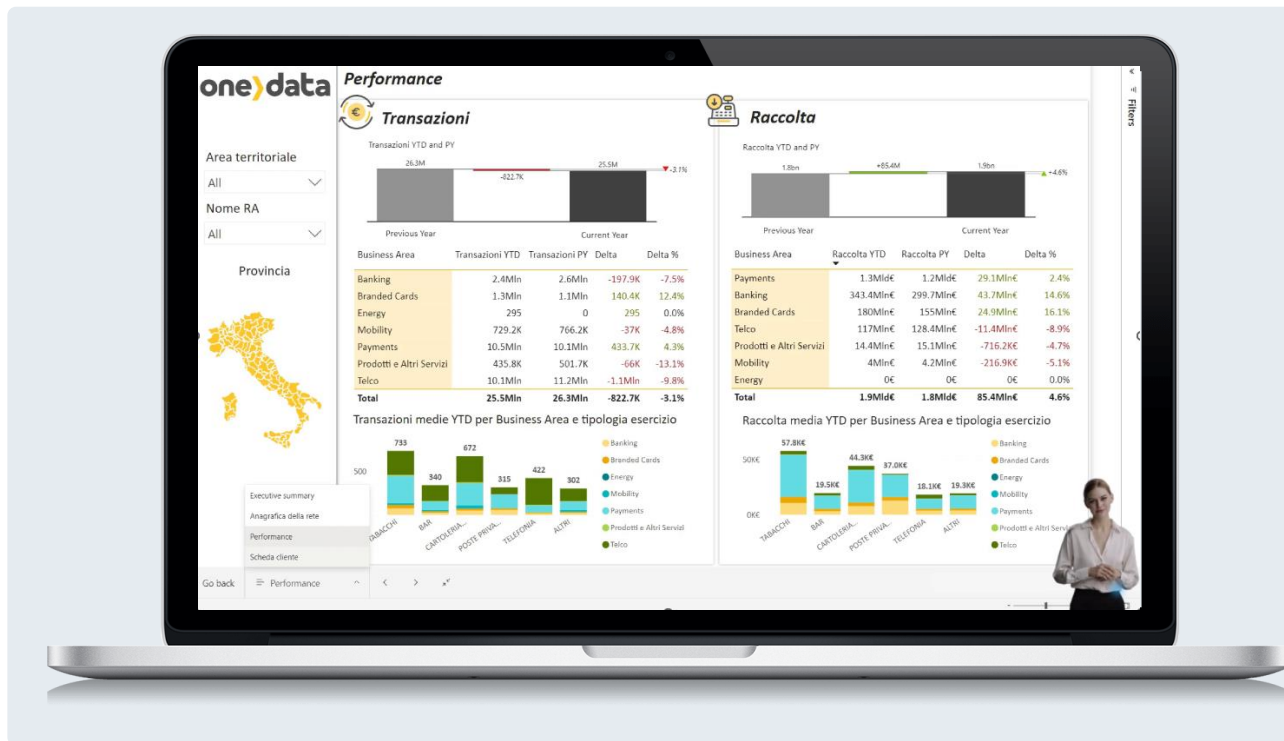 one)data
Performance
Filters
Transazioni
Raccolta
Area territoriale
All
Nome RA
All
Provincia
Transazioni YTD and PY
26.3M
-822.7K
25.5M
-3.1%
Previous Year
Current Year
Business Area Transazioni YTD Transazioni PY Delta Delta %
Banking 2.4Mln 2.6Mln -197.9K -7.5%
Branded Cards 1.3Mln 1.1Mln 140.4K 12.4%
Energy 295 0 295 0.0%
Mobility 729.2K 766.2K -37K -4.8%
Payments 10.5Mln 10.1Mln 433.7K 4.3%
Prodotti e Altri Servizi 435.8K 501.7K -66K -13.1%
Telco 10.1Mln 11.2Mln -1.1Mln -9.8%
Total 25.5Mln 26.3Mln -822.7K -3.1%
Transazioni medie YTD per Business Area e tipologia esercizio
733
340
672
315
422
302
500
TABACCHI
BAR
CARTOLERIA...
POSTE PRIVA...
TELEFONIA
ALTRI
Banking
Branded Cards
Energy
Mobility
Payments
Prodotti e Altri Servizi
Telco
Raccolta YTD and PY
1.8bn
+85.4M
1.9bn
+4.6%
Previous Year
Current Year
Business Area Raccolta YTD Raccolta PY Delta Delta %
Payments 1.3Mld€ 1.2Mld€ 29.1Mln€ 2.4%
Banking 343.4Mln€ 299.7Mln€ 43.7Mln€ 14.6%
Branded Cards 180Mln€ 155Mln€ 24.9Mln€ 16.1%
Telco 117Mln€ 128.4Mln€ -11.4Mln€ -8.9%
Prodotti e Altri Servizi 14.4Mln€ 15.1Mln€ -716.2K€ -4.7%
Mobility 4Mln€ 4.2Mln€ -216.9K€ -5.1%
Energy 0€ 0€ 0€ 0.0%
Total 1.9Mld€ 1.8Mld€ 85.4Mln€ 4.6%
Raccolta media YTD per Business Area e tipologia esercizio
57.8K€
19.5K€
44.3K€
37.0K€
18.1K€
19.3K€
50K€
0K€
TABACCHI
BAR
CARTOLERIA...
POSTE PRIVA...
TELEFONIA
ALTRI
Banking
Branded Cards
Energy
Mobility
Payments
Prodotti e Altri Servi
Telco
Executive summary
Anagrafica della rete
Performance
Scheda cliente
Go back
Performance